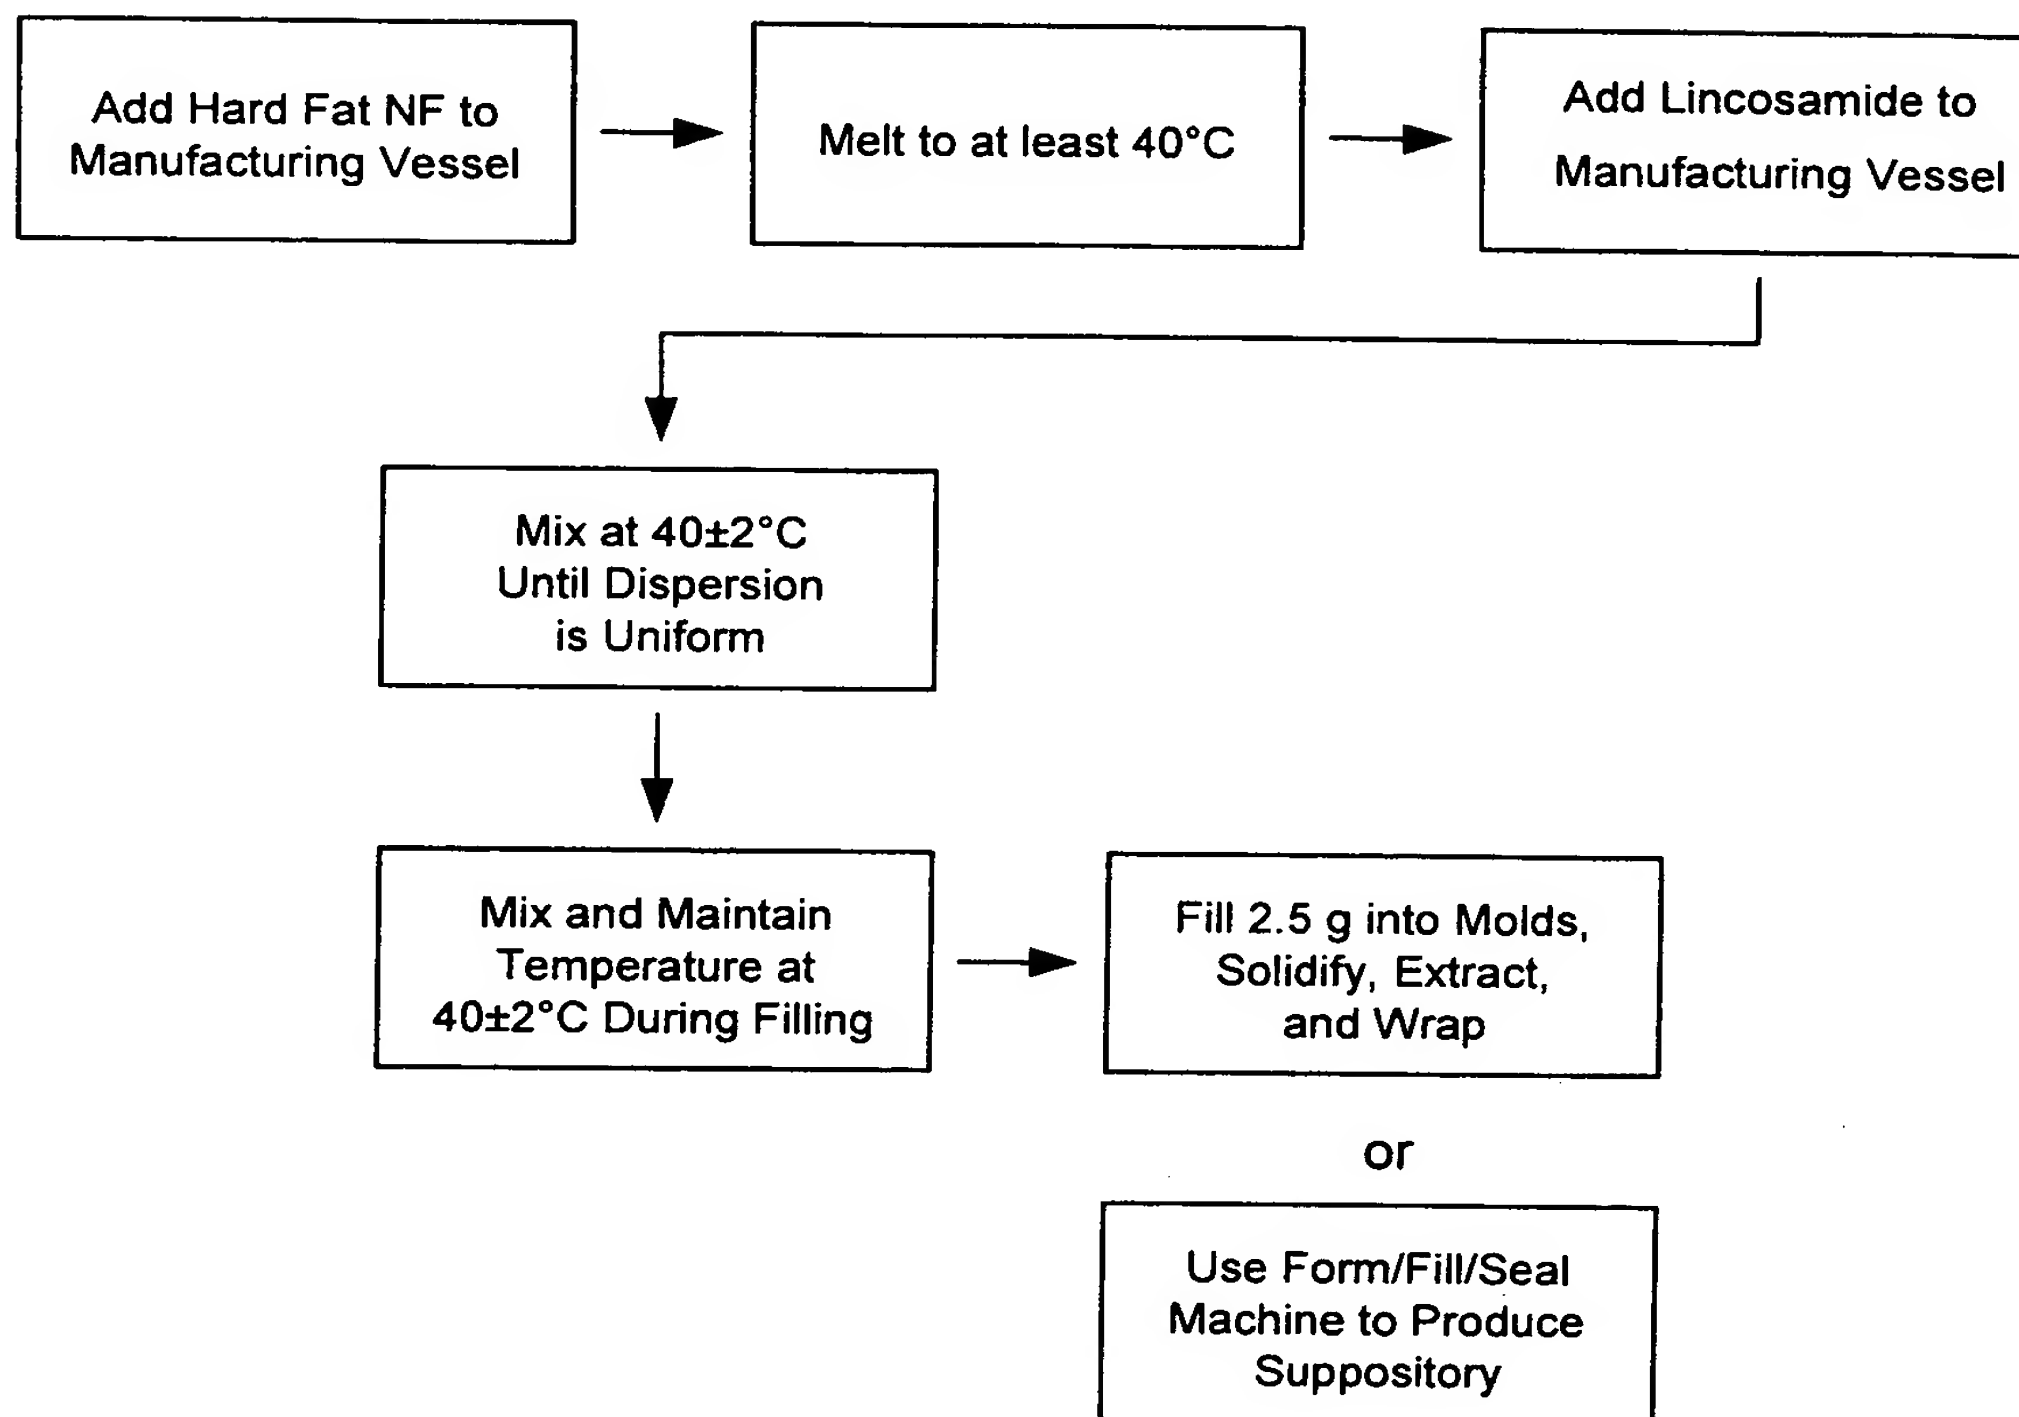 Add Hard Fat NF to
Manufacturing Vessel
Melt to at least 40°C
Add Lincosamide to
Manufacturing Vessel
Mix at 40±2°C
Until Dispersion
is Uniform
Mix and Maintain
Temperature at
40±2°C During Filling
Fill 2.5 g into Molds,
Solidify, Extract,
and Wrap
or
Use Form/Fill/Seal
Machine to Produce
Suppository